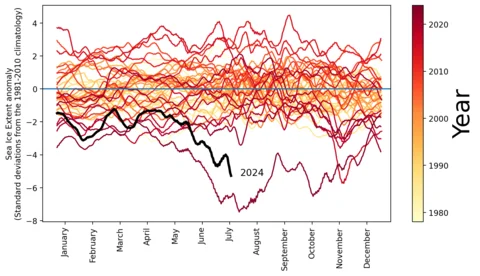 Sea Ice Extent anomaly
(Standard deviations from the 1981-2010 climatology)
4
2
0
−2
−4
−6
−8
2024
January
February
March
April
May
June
July
August
September
October
November
December
2020
2010
2000
1990
1980
Year